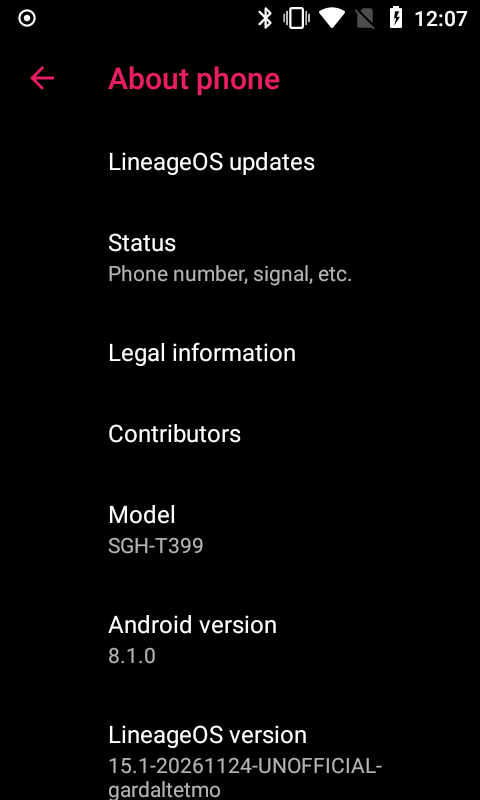 12:07
About phone
LineageOS updates
Status
Phone number, signal, etc.
Legal information
Contributors
Model
SGH-T399
Android version
8.1.0
LineageOS version
15.1-20261124-UNOFFICIAL-
gardaltetmo